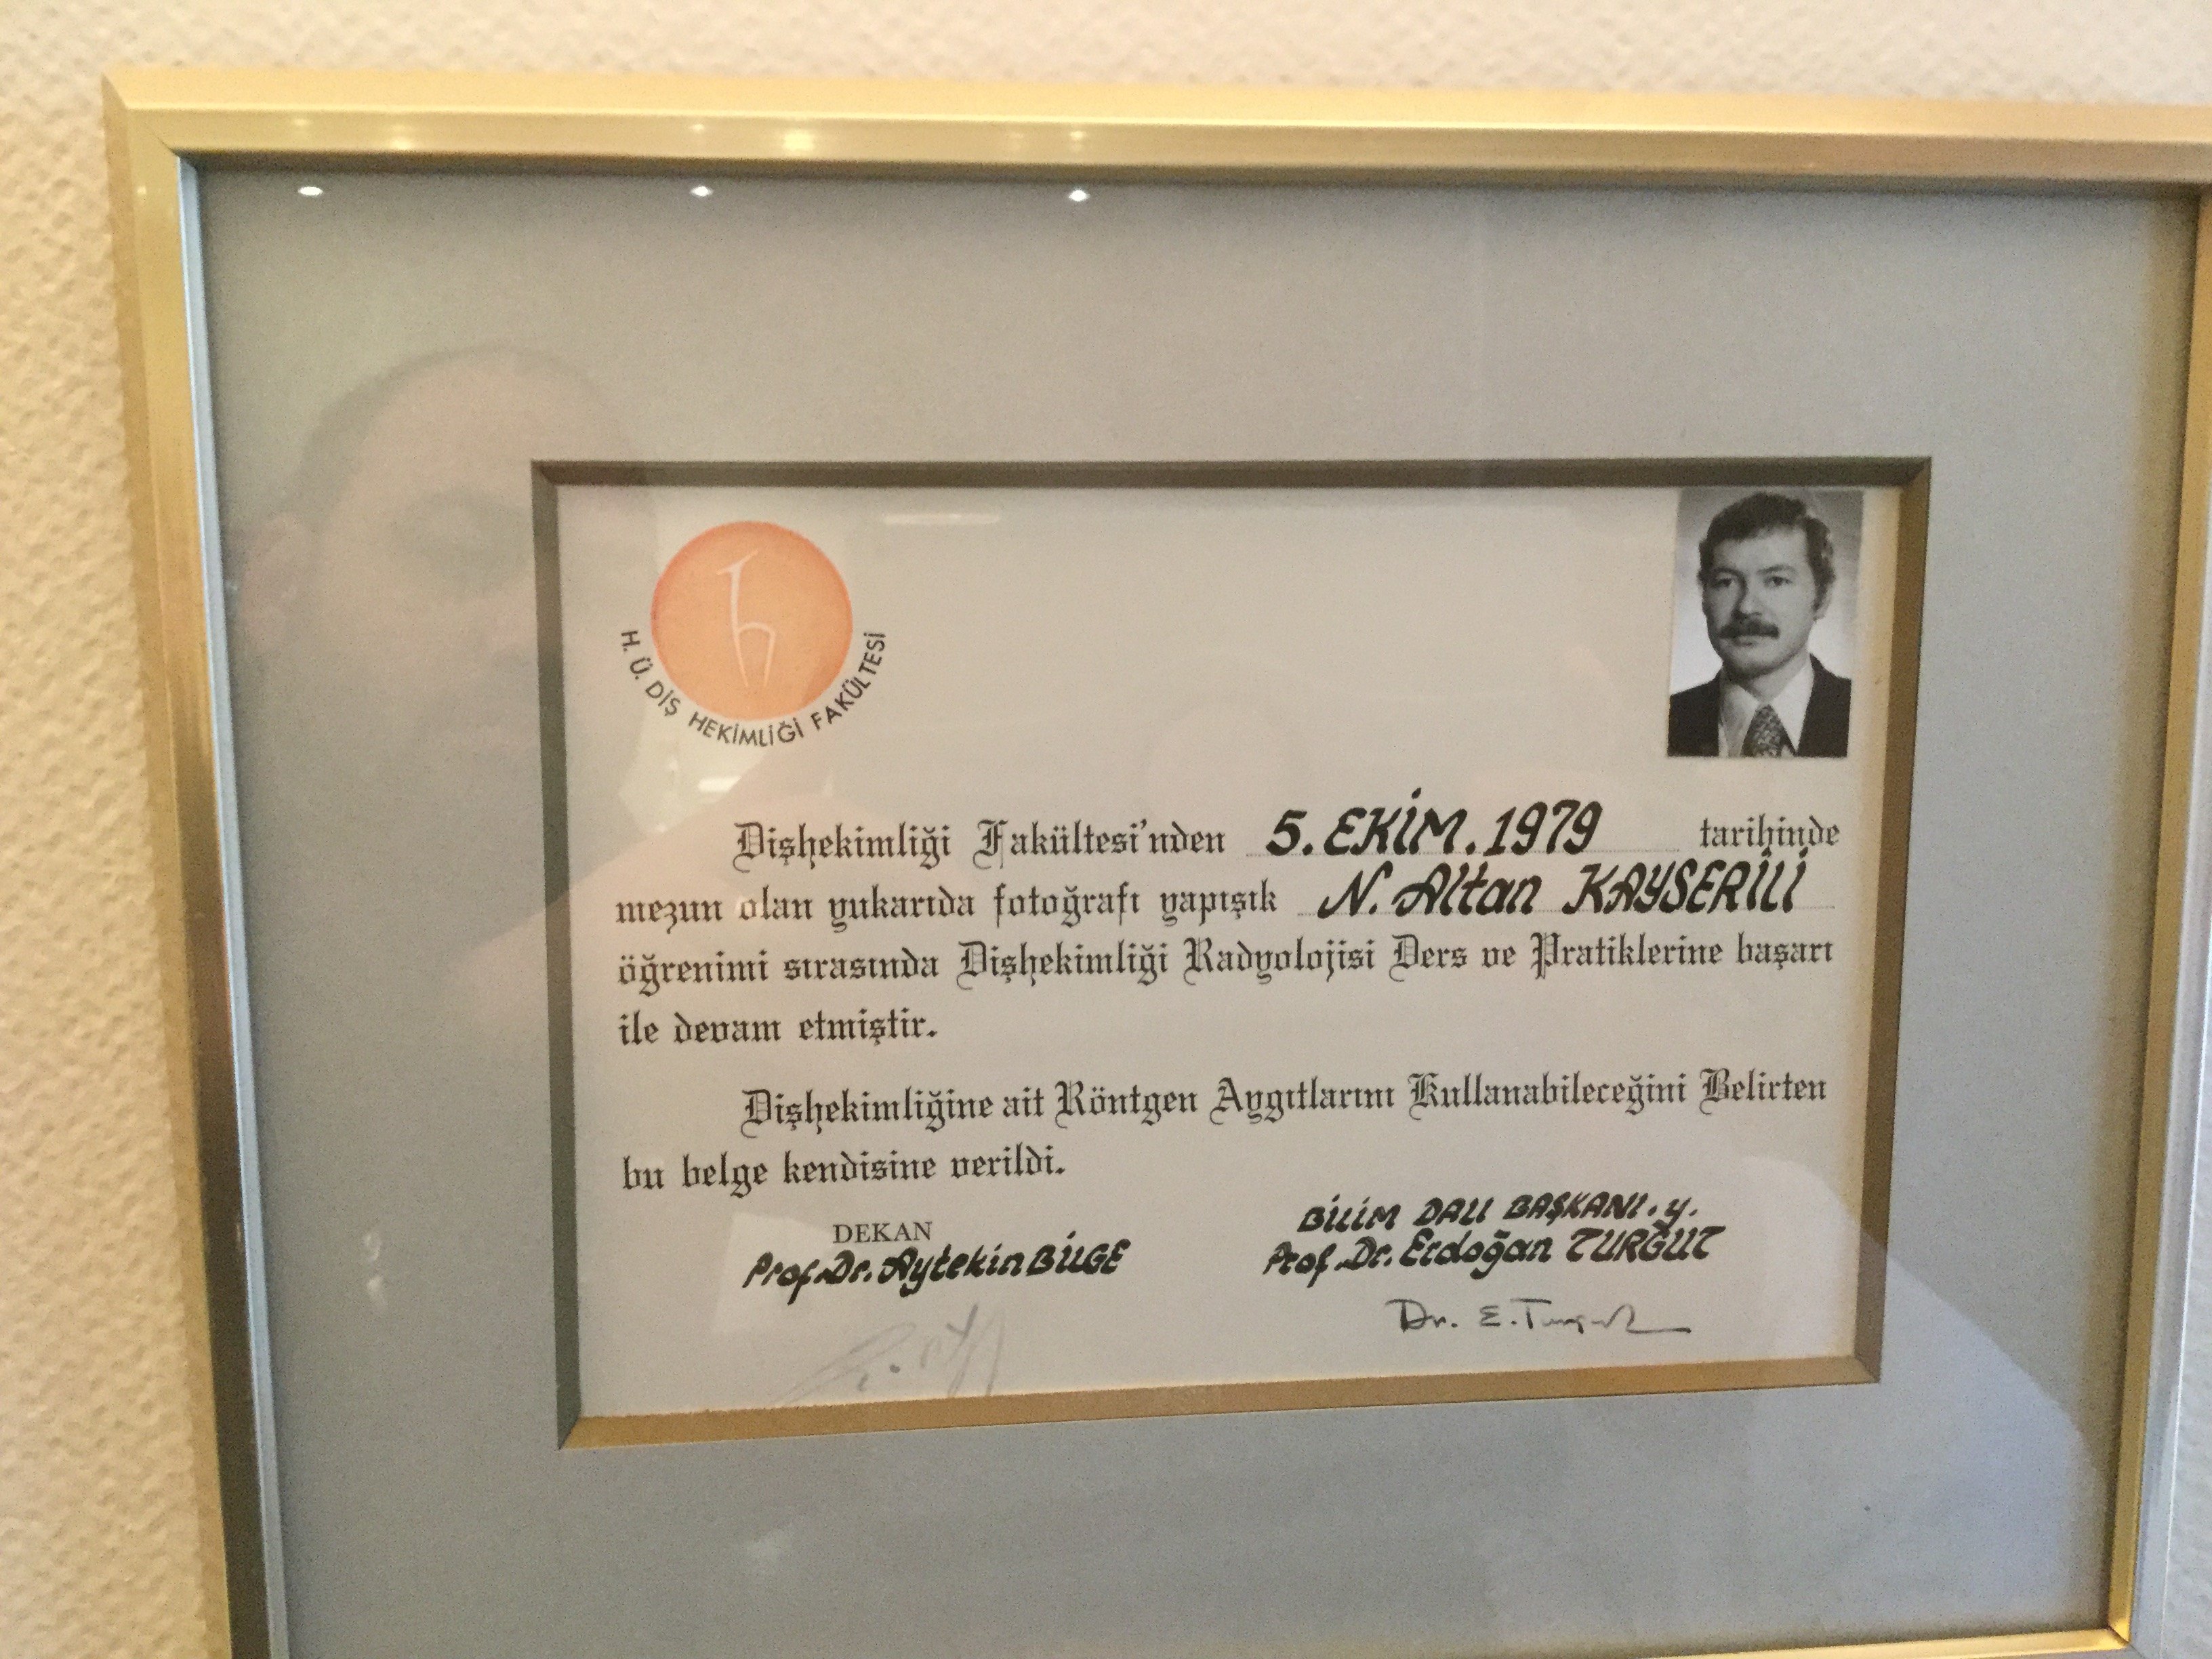 H. Ü. DİŞ HEKİMLİĞİ FAKÜLTESİ
Dişhekimliği Fakültesi'nden 5. EKİM. 1979 tarihinde
mezun olan yukarıda fotoğrafı yapışık N. Altan KAYSERİLİ
öğrenimi sırasında Dişhekimliği Radyolojisi Ders ve Pratiklerine başarı
ile devam etmiştir.
Dişhekimliğine ait Röntgen Aygıtlarını Kullanabileceğini Belirten
bu belge kendisine verildi.
DEKAN
Prof. Dr. Aytekin BİLGE
BİLİM DALI BAŞKANI. y.
Prof. Dr. Erdoğan TURĞUT
Dr. E. Turgut